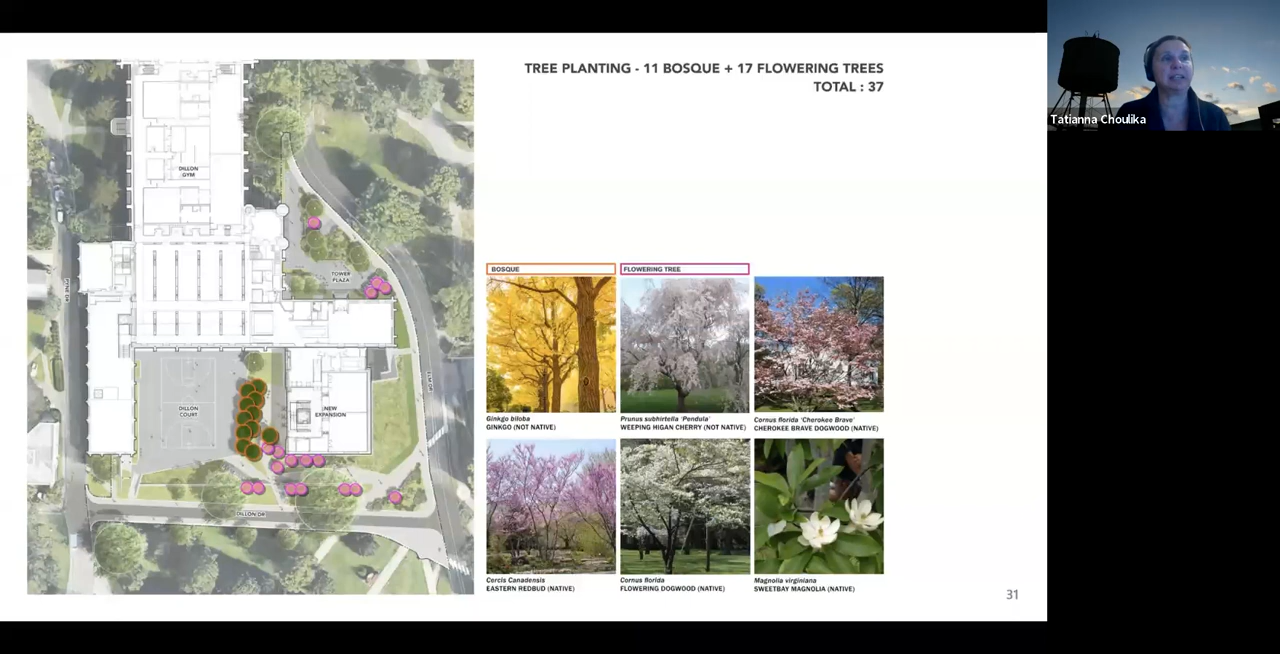 TREE PLANTING - 11 BOSQUE + 17 FLOWERING TREES
TOTAL : 37
Tatianna Choulika
DILLON
GYM
TOWER
PLAZA
DILLON
COURT
NEW
EXPANSION
ELM DR
DILLON DR
BOSQUE
FLOWERING TREE
Ginkgo biloba
GINKGO (NOT NATIVE)
Prunus subhirtella 'Pendula'
WEEPING HIGAN CHERRY (NOT NATIVE)
Cornus florida 'Cherokee Brave'
CHEROKEE BRAVE DOGWOOD (NATIVE)
Cercis Canadensis
EASTERN REDBUD (NATIVE)
Cornus florida
FLOWERING DOGWOOD (NATIVE)
Magnolia virginiana
SWEETBAY MAGNOLIA (NATIVE)
31